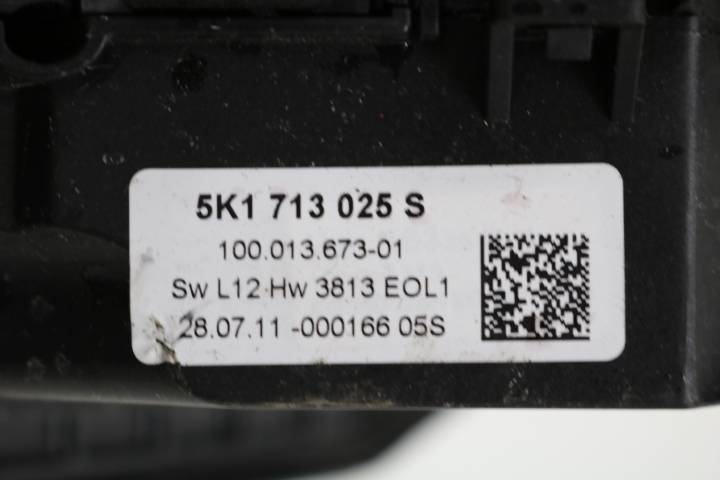 5K1 713 025 S
100.013.673-01
Sw L12 Hw 3813 EOL1
28.07.11 -000166 05S